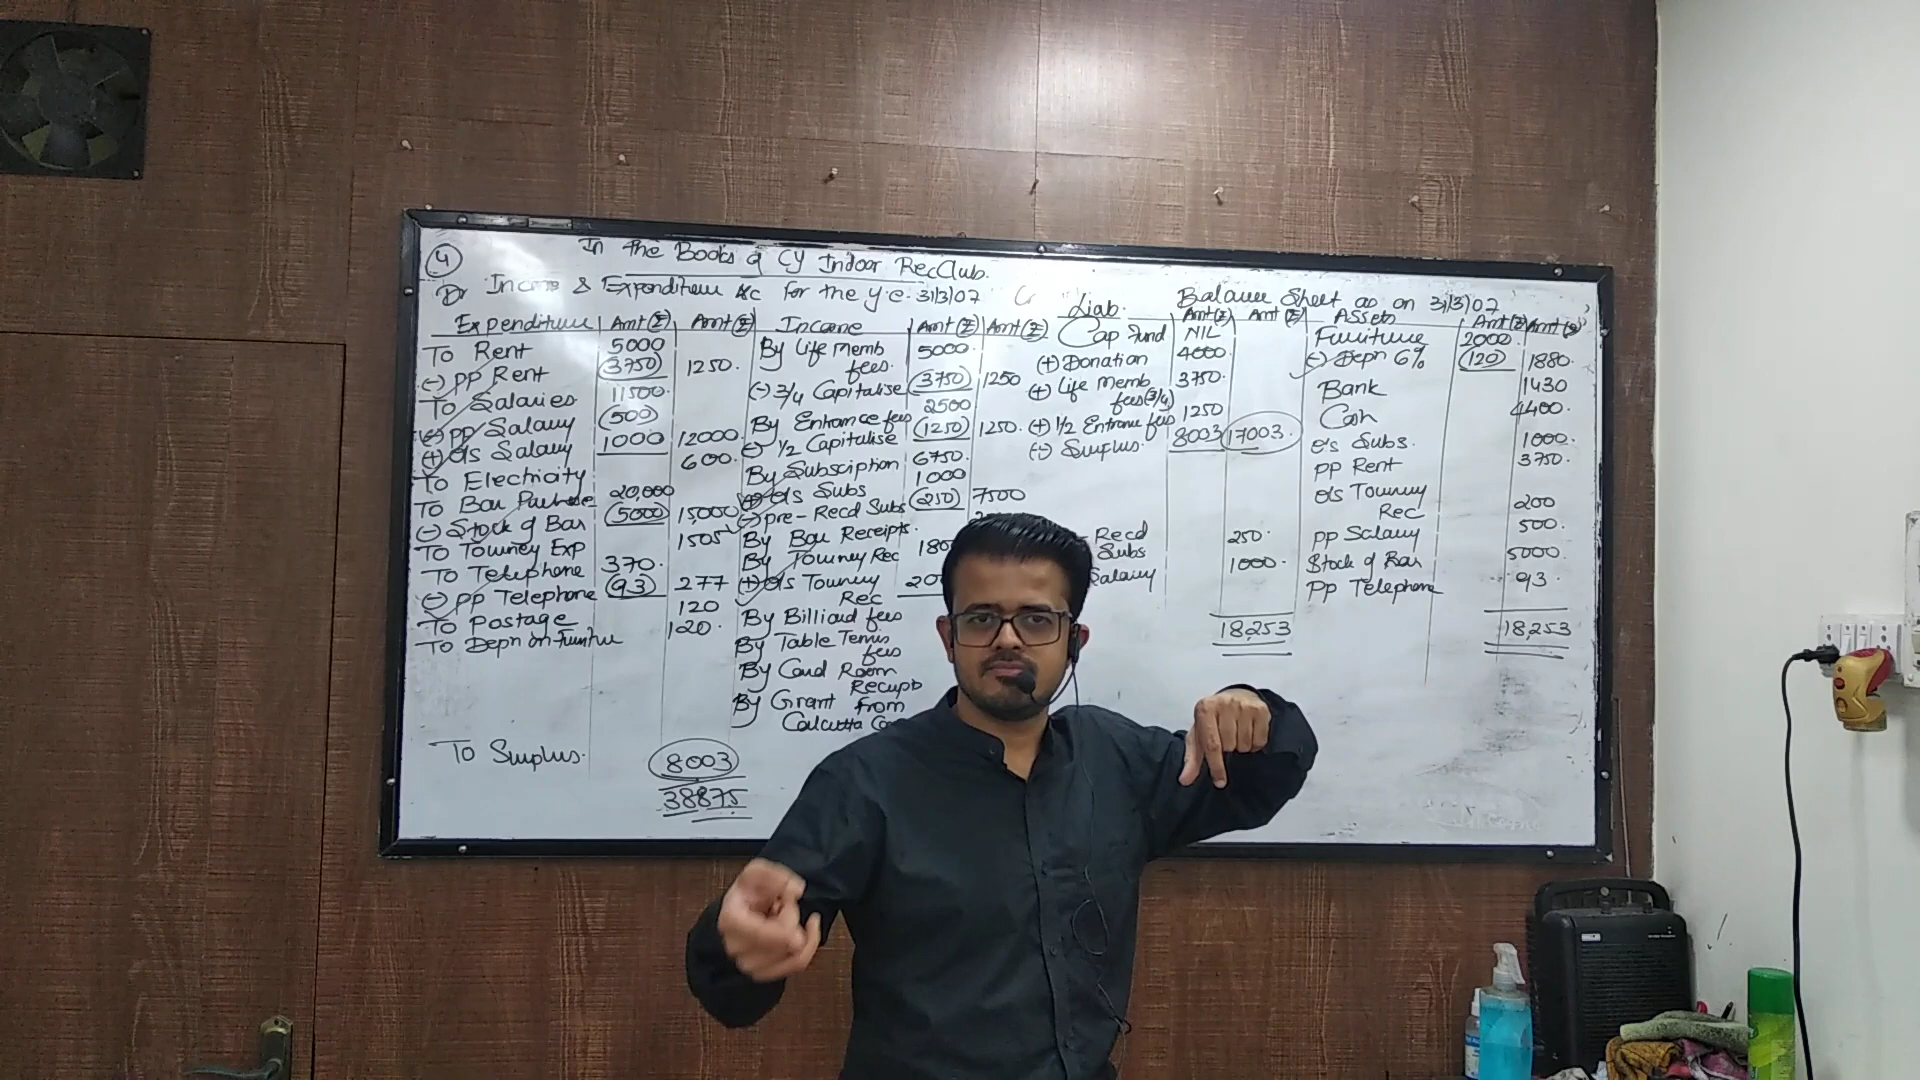 4
In the Books of CY Indoor Rec Club.
Dr Income & Expenditure A/c for the y.e. 31/3/07
Expenditure Amt(₹) Amt(₹) Income Amt(₹) Amt(₹)
To Rent 5000
(-) pp Rent (3750) 1250.
To Salaries 11500
(-) pp Salary (500)
(+) o/s Salary 1000 12000
To Electricity 600.
To Bar Purchase 20,000
(-) Stock of Bar (5000) 15,000
To Tourney Exp 1505
To Telephone 370.
(-) pp Telephone (93) 277
To Postage 120
To Depn on Furniture 120.
To Surplus. 8003
38875
By Life Memb fees. 5000
(-) 3/4 Capitalise (3750) 1250
By Entrance fees 2500
(-) 1/2 Capitalise (1250) 1250.
By Subsciption 6750.
(+) o/s Subs 1000
(-) pre-Recd Subs (250) 7500
By Bar Receipts.
By Tourney Rec
(+) o/s Tourney Rec
By Billiard fees
By Table Tennis fees
By Card Room Receipts
By Grant from Calcutta
Balance Sheet as on 31/3/07
Liab. Amt(₹) Amt(₹) Assets Amt(₹) Amt(₹)
Cap Fund NIL
(+) Donation 4000.
(+) Life Memb fees (3/4) 3750.
(+) 1/2 Entrance fees 1250
Surplus. 8003 17003.
Recd Subs 250.
Salary 1000.
18,253
Furniture 2000
(-) Depn 6% (120) 1880.
Bank 1430
Cash 4400.
o/s Subs. 1000.
pp Rent 3750.
o/s Tourney Rec 200
pp Salary 500.
Stock of Bar 5000.
Pp Telephone 93.
18,253